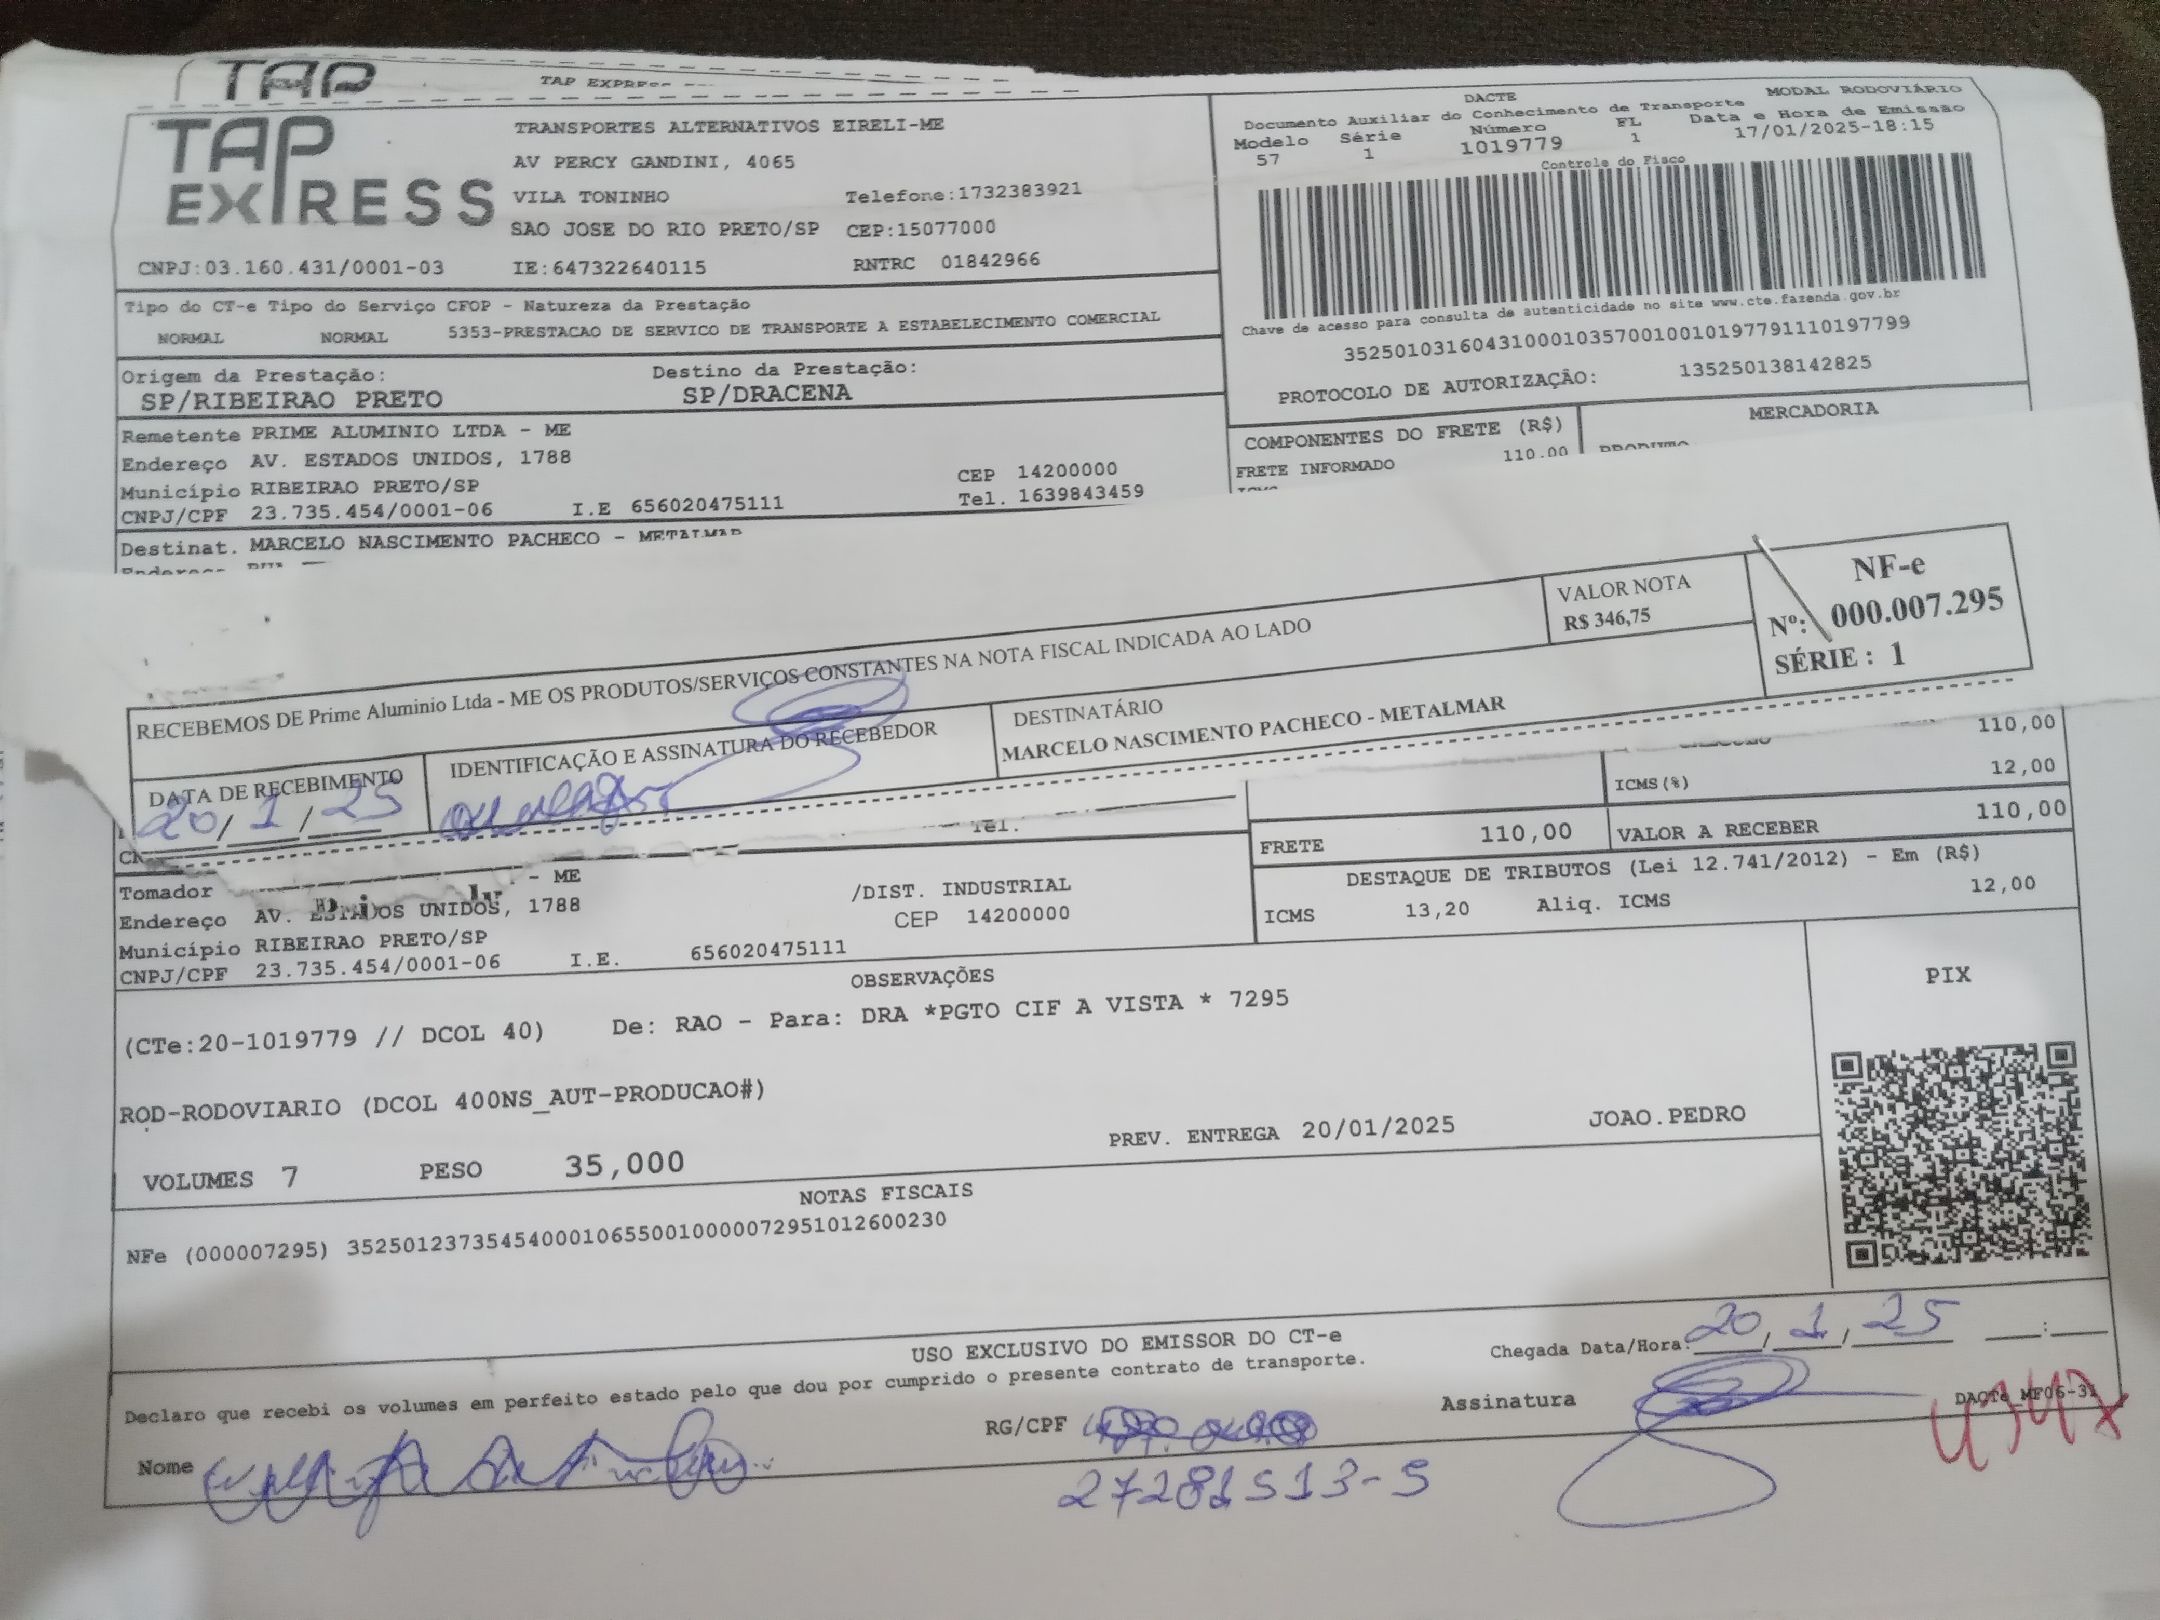 TAP
TAP EXPRESS
TAP EXPRESS
TRANSPORTES ALTERNATIVOS EIRELI-ME
AV PERCY GANDINI, 4065
VILA TONINHO Telefone:1732383921
SAO JOSE DO RIO PRETO/SP CEP:15077000
CNPJ:03.160.431/0001-03 IE:647322640115 RNTRC 01842966
DACTE MODAL RODOVIÁRIO
Documento Auxiliar do Conhecimento de Transporte
Modelo Série Número FL Data e Hora de Emissão
57 1 1019779 1 17/01/2025-18:15
Controle do Fisco
Chave de acesso para consulta de autenticidade no site www.cte.fazenda.gov.br
35250103160431000103570010010197791110197799
PROTOCOLO DE AUTORIZAÇÃO: 135250138142825
Tipo do CT-e Tipo do Serviço CFOP - Natureza da Prestação
NORMAL NORMAL 5353-PRESTACAO DE SERVICO DE TRANSPORTE A ESTABELECIMENTO COMERCIAL
Origem da Prestação: Destino da Prestação:
SP/RIBEIRAO PRETO SP/DRACENA
Remetente PRIME ALUMINIO LTDA - ME
Endereço AV. ESTADOS UNIDOS, 1788
Município RIBEIRAO PRETO/SP CEP 14200000
CNPJ/CPF 23.735.454/0001-06 I.E 656020475111 Tel. 1639843459
COMPONENTES DO FRETE (R$) MERCADORIA
FRETE INFORMADO 110.00
Destinat. MARCELO NASCIMENTO PACHECO - METALMAR
RECEBEMOS DE Prime Aluminio Ltda - ME OS PRODUTOS/SERVIÇOS CONSTANTES NA NOTA FISCAL INDICADA AO LADO
VALOR NOTA
R$ 346,75
NF-e
Nº: 000.007.295
SÉRIE : 1
DATA DE RECEBIMENTO
20/1/25
IDENTIFICAÇÃO E ASSINATURA DO RECEBEDOR
DESTINATÁRIO
MARCELO NASCIMENTO PACHECO - METALMAR
110,00
ICMS(%) 12,00
Tel.
FRETE 110,00 VALOR A RECEBER 110,00
DESTAQUE DE TRIBUTOS (Lei 12.741/2012) - Em (R$)
ICMS 13,20 Aliq. ICMS 12,00
Tomador - ME
Endereço AV. ESTADOS UNIDOS, 1788 /DIST. INDUSTRIAL
Município RIBEIRAO PRETO/SP CEP 14200000
CNPJ/CPF 23.735.454/0001-06 I.E. 656020475111
OBSERVAÇÕES
(CTe:20-1019779 // DCOL 40) De: RAO - Para: DRA *PGTO CIF A VISTA * 7295
ROD-RODOVIARIO (DCOL 400NS_AUT-PRODUCAO#)
PREV. ENTREGA 20/01/2025 JOAO.PEDRO
VOLUMES 7 PESO 35,000
PIX
NOTAS FISCAIS
NFe (000007295) 35250123735454000106550010000072951012600230
USO EXCLUSIVO DO EMISSOR DO CT-e
Chegada Data/Hora: 20/1/25 __:__
Declaro que recebi os volumes em perfeito estado pelo que dou por cumprido o presente contrato de transporte.
Nome RG/CPF Assinatura
27281513-5